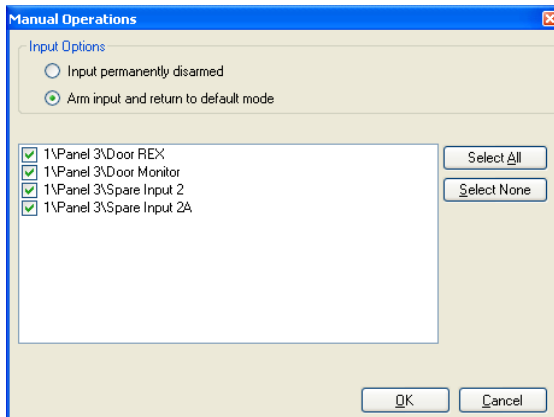 Manual Operations
Input Options
Input permanently disarmed
Arm input and return to default mode
1\Panel 3\Door REX
1\Panel 3\Door Monitor
1\Panel 3\Spare Input 2
1\Panel 3\Spare Input 2A
Select All
Select None
OK
Cancel